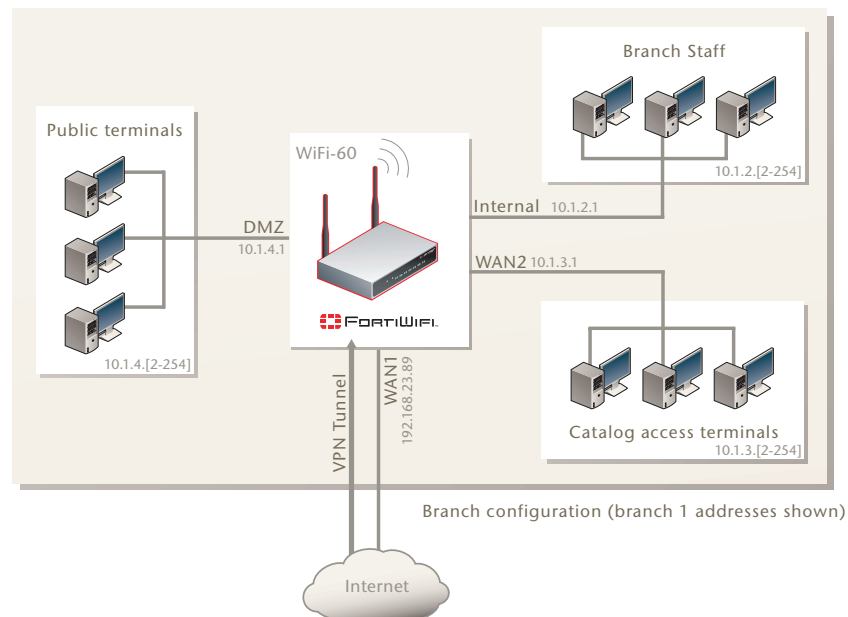 Branch Staff
10.1.2.[2-254]
Public terminals
10.1.4.[2-254]
WiFi-60
FORTIWIFI
DMZ
10.1.4.1
Internal 10.1.2.1
WAN2 10.1.3.1
Catalog access terminals
10.1.3.[2-254]
VPN Tunnel
WAN1
192.168.23.89
Branch configuration (branch 1 addresses shown)
Internet